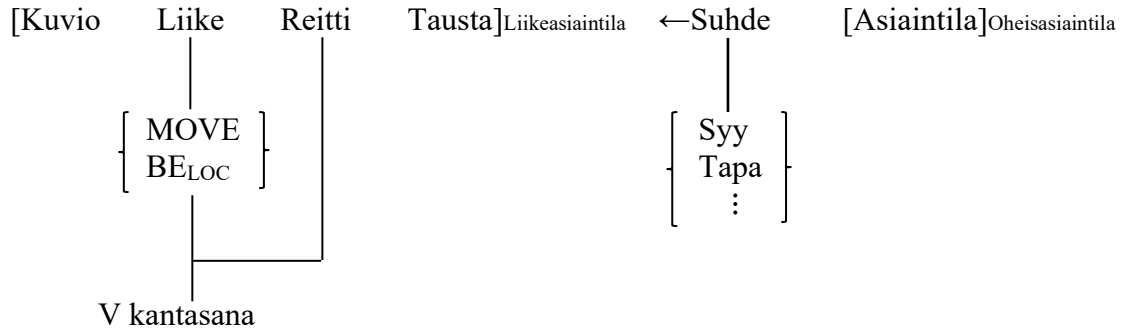 [Kuvio Liike Reitti Tausta]Liikeasiaintila ←Suhde [Asiaintila]Oheisasiaintila
MOVE Syy
BELOC Tapa
⋮
V kantasana